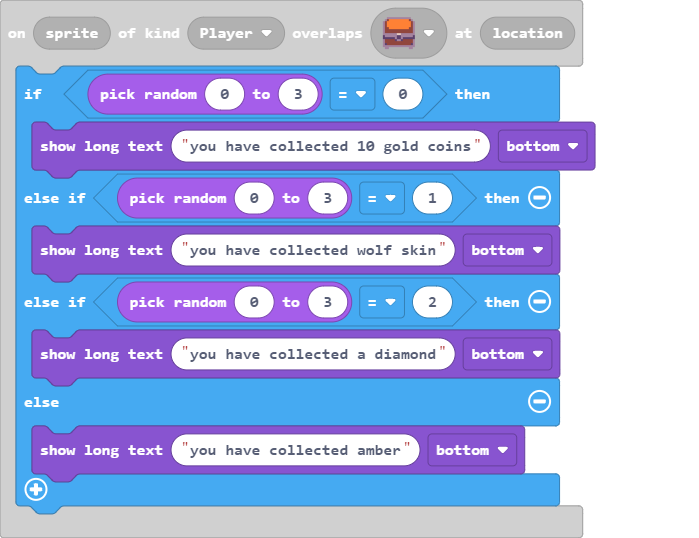 on sprite of kind Player overlaps at location
if pick random 0 to 3 = 0 then
show long text "you have collected 10 gold coins" bottom
else if pick random 0 to 3 = 1 then
show long text "you have collected wolf skin" bottom
else if pick random 0 to 3 = 2 then
show long text "you have collected a diamond" bottom
else
show long text "you have collected amber" bottom